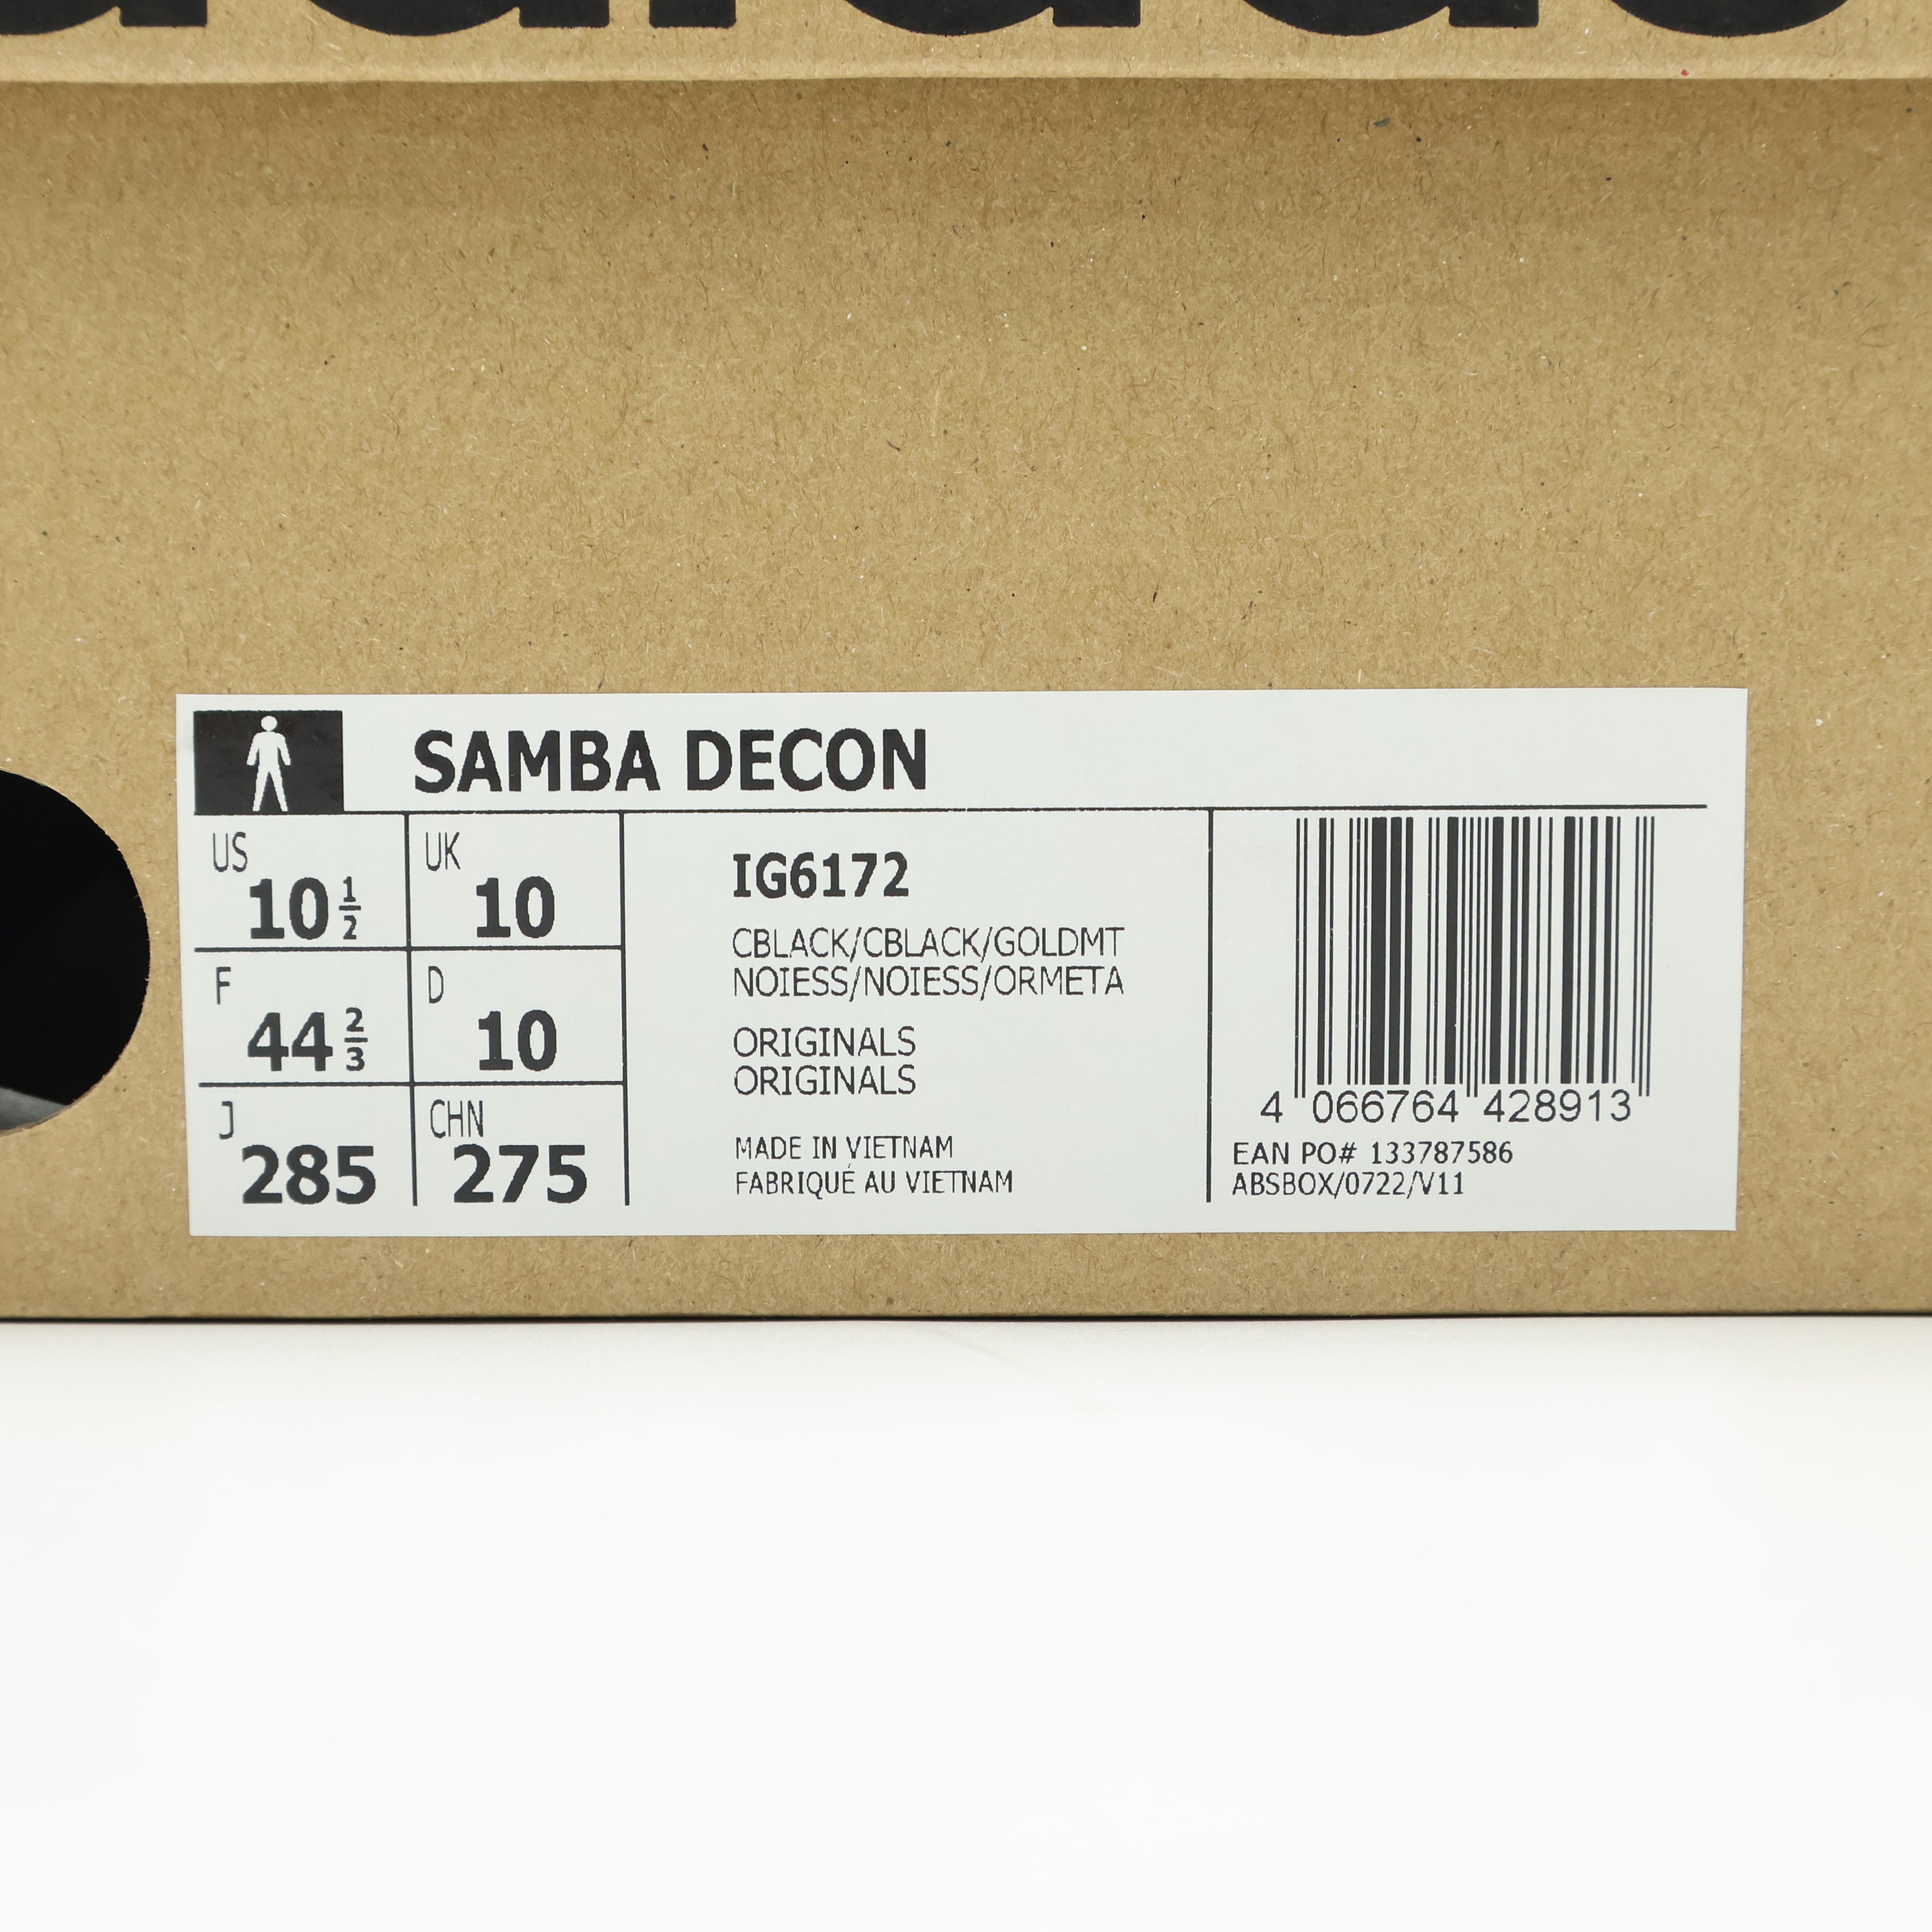 SAMBA DECON
US
10 1/2
UK
10
F
44 2/3
D
10
J
285
CHN
275
IG6172
CBLACK/CBLACK/GOLDMT
NOIESS/NOIESS/ORMETA
ORIGINALS
ORIGINALS
MADE IN VIETNAM
FABRIQUÉ AU VIETNAM
4 066764 428913
EAN PO# 133787586
ABSBOX/0722/V11